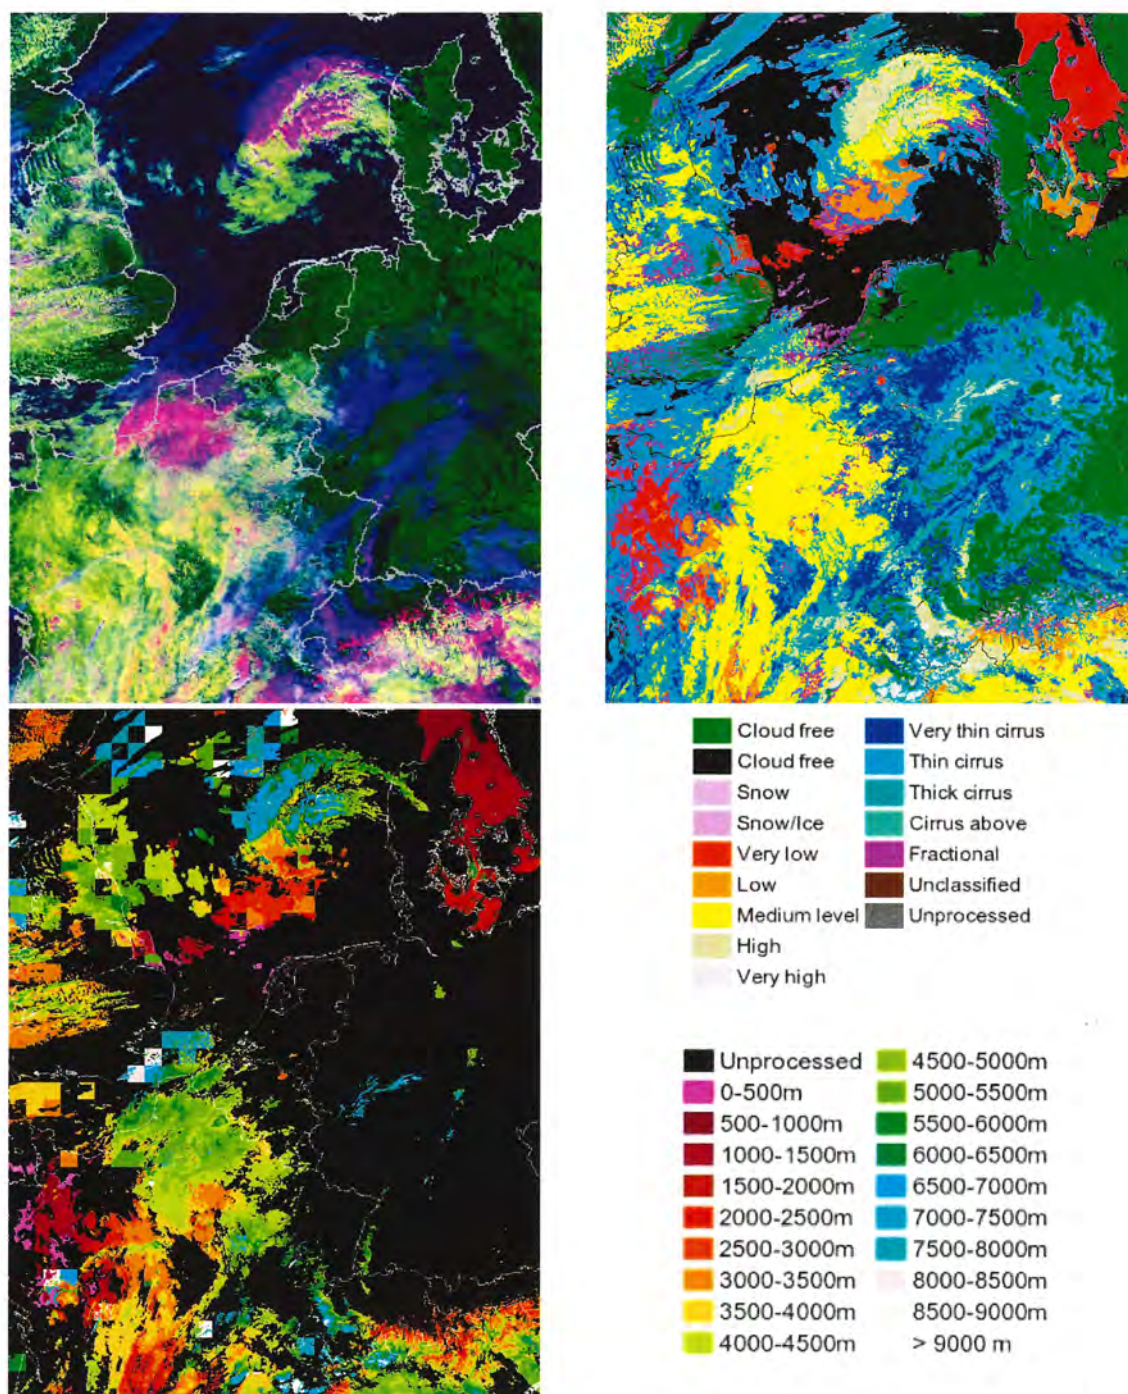 Cloud free
Cloud free
Snow
Snow/Ice
Very low
Low
Medium level
High
Very high
Very thin cirrus
Thin cirrus
Thick cirrus
Cirrus above
Fractional
Unclassified
Unprocessed
Unprocessed
0-500m
500-1000m
1000-1500m
1500-2000m
2000-2500m
2500-3000m
3000-3500m
3500-4000m
4000-4500m
4500-5000m
5000-5500m
5500-6000m
6000-6500m
6500-7000m
7000-7500m
7500-8000m
8000-8500m
8500-9000m
> 9000 m